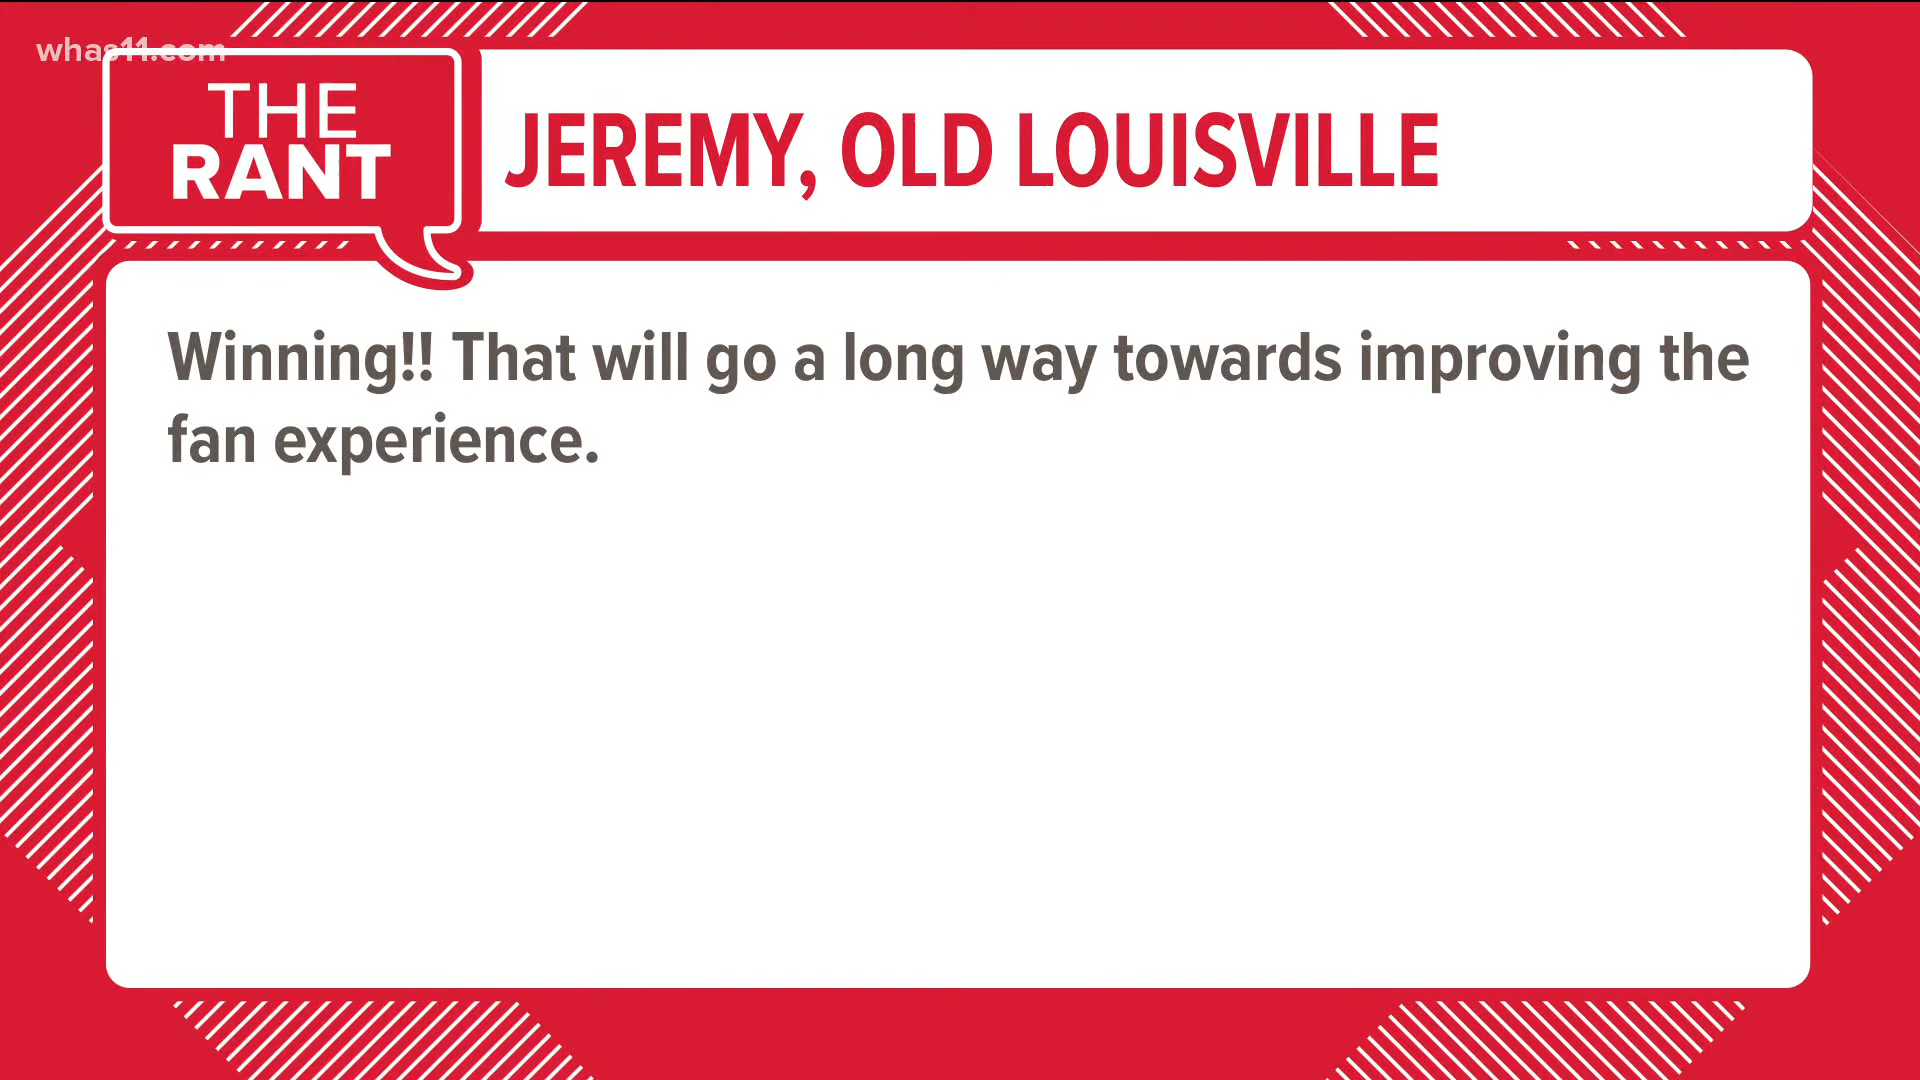 whas11.com
THE
RANT
JEREMY, OLD LOUISVILLE
Winning!! That will go a long way towards improving the
fan experience.